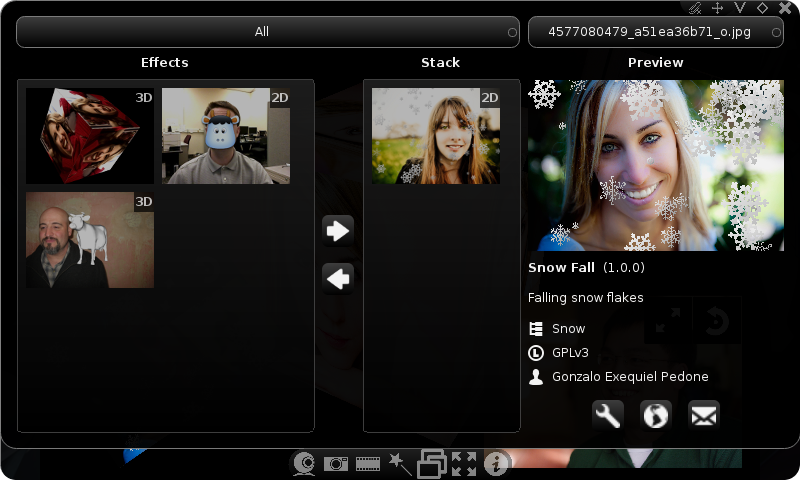 All
4577080479_a51ea36b71_o.jpg
Effects
Stack
Preview
3D
2D
2D
3D
Snow Fall (1.0.0)
Falling snow flakes
Snow
GPLv3
Gonzalo Exequiel Pedone